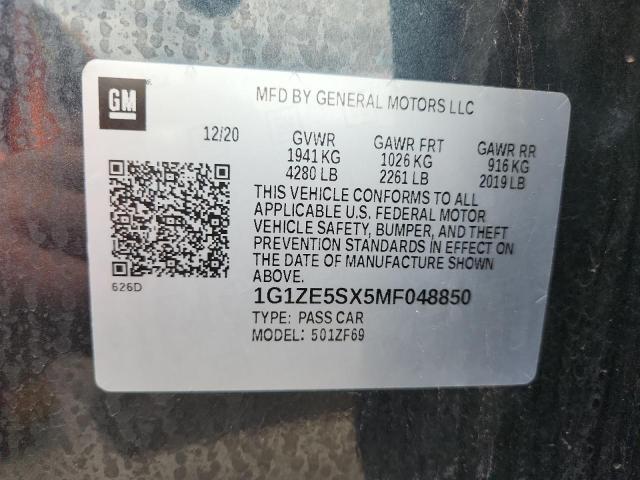 GM
MFD BY GENERAL MOTORS LLC
12/20 GVWR GAWR FRT GAWR RR
1941 KG 1026 KG 916 KG
4280 LB 2261 LB 2019 LB
THIS VEHICLE CONFORMS TO ALL
APPLICABLE U.S. FEDERAL MOTOR
VEHICLE SAFETY, BUMPER, AND THEFT
PREVENTION STANDARDS IN EFFECT ON
THE DATE OF MANUFACTURE SHOWN
ABOVE.
626D
1G1ZE5SX5MF048850
TYPE: PASS CAR
MODEL: 501ZF69